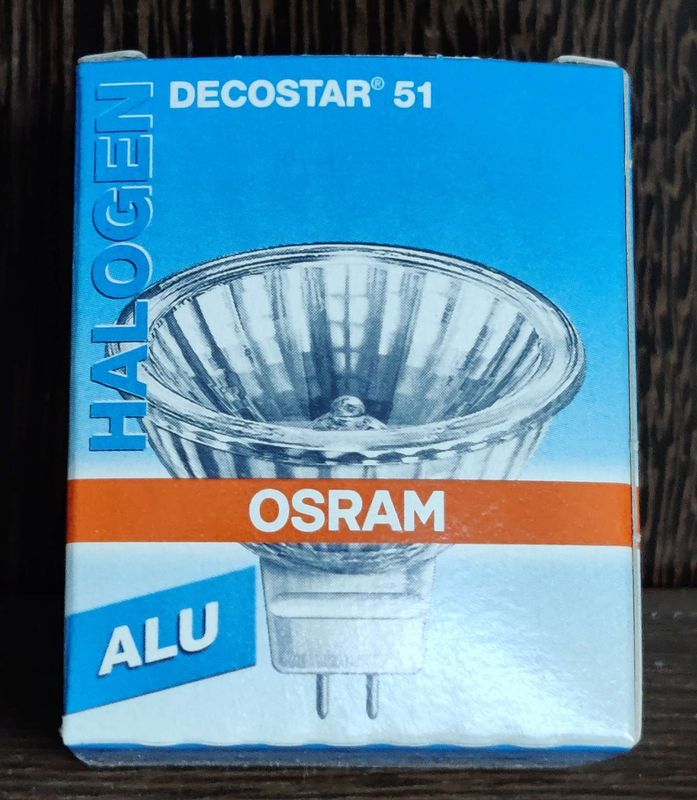 DECOSTAR® 51
HALOGEN
OSRAM
ALU